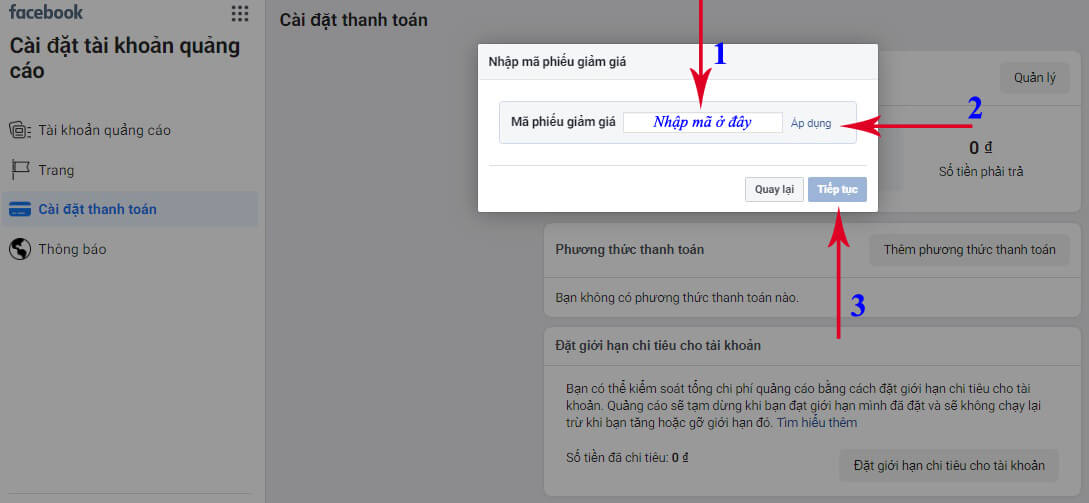 facebook
Cài đặt tài khoản quảng
cáo
Tài khoản quảng cáo
Trang
Cài đặt thanh toán
Thông báo
Cài đặt thanh toán
Quản lý
0 ₫
Số tiền phải trả
Nhập mã phiếu giảm giá
1
Mã phiếu giảm giá
Nhập mã ở đây
Áp dụng
2
Quay lại
Tiếp tục
3
Phương thức thanh toán
Thêm phương thức thanh toán
Bạn không có phương thức thanh toán nào.
Đặt giới hạn chi tiêu cho tài khoản
Bạn có thể kiểm soát tổng chi phí quảng cáo bằng cách đặt giới hạn chi tiêu cho tài
khoản. Quảng cáo sẽ tạm dừng khi bạn đạt giới hạn mình đã đặt và sẽ không chạy lại
trừ khi bạn tăng hoặc gỡ giới hạn đó. Tìm hiểu thêm
Số tiền đã chi tiêu: 0 ₫
Đặt giới hạn chi tiêu cho tài khoản